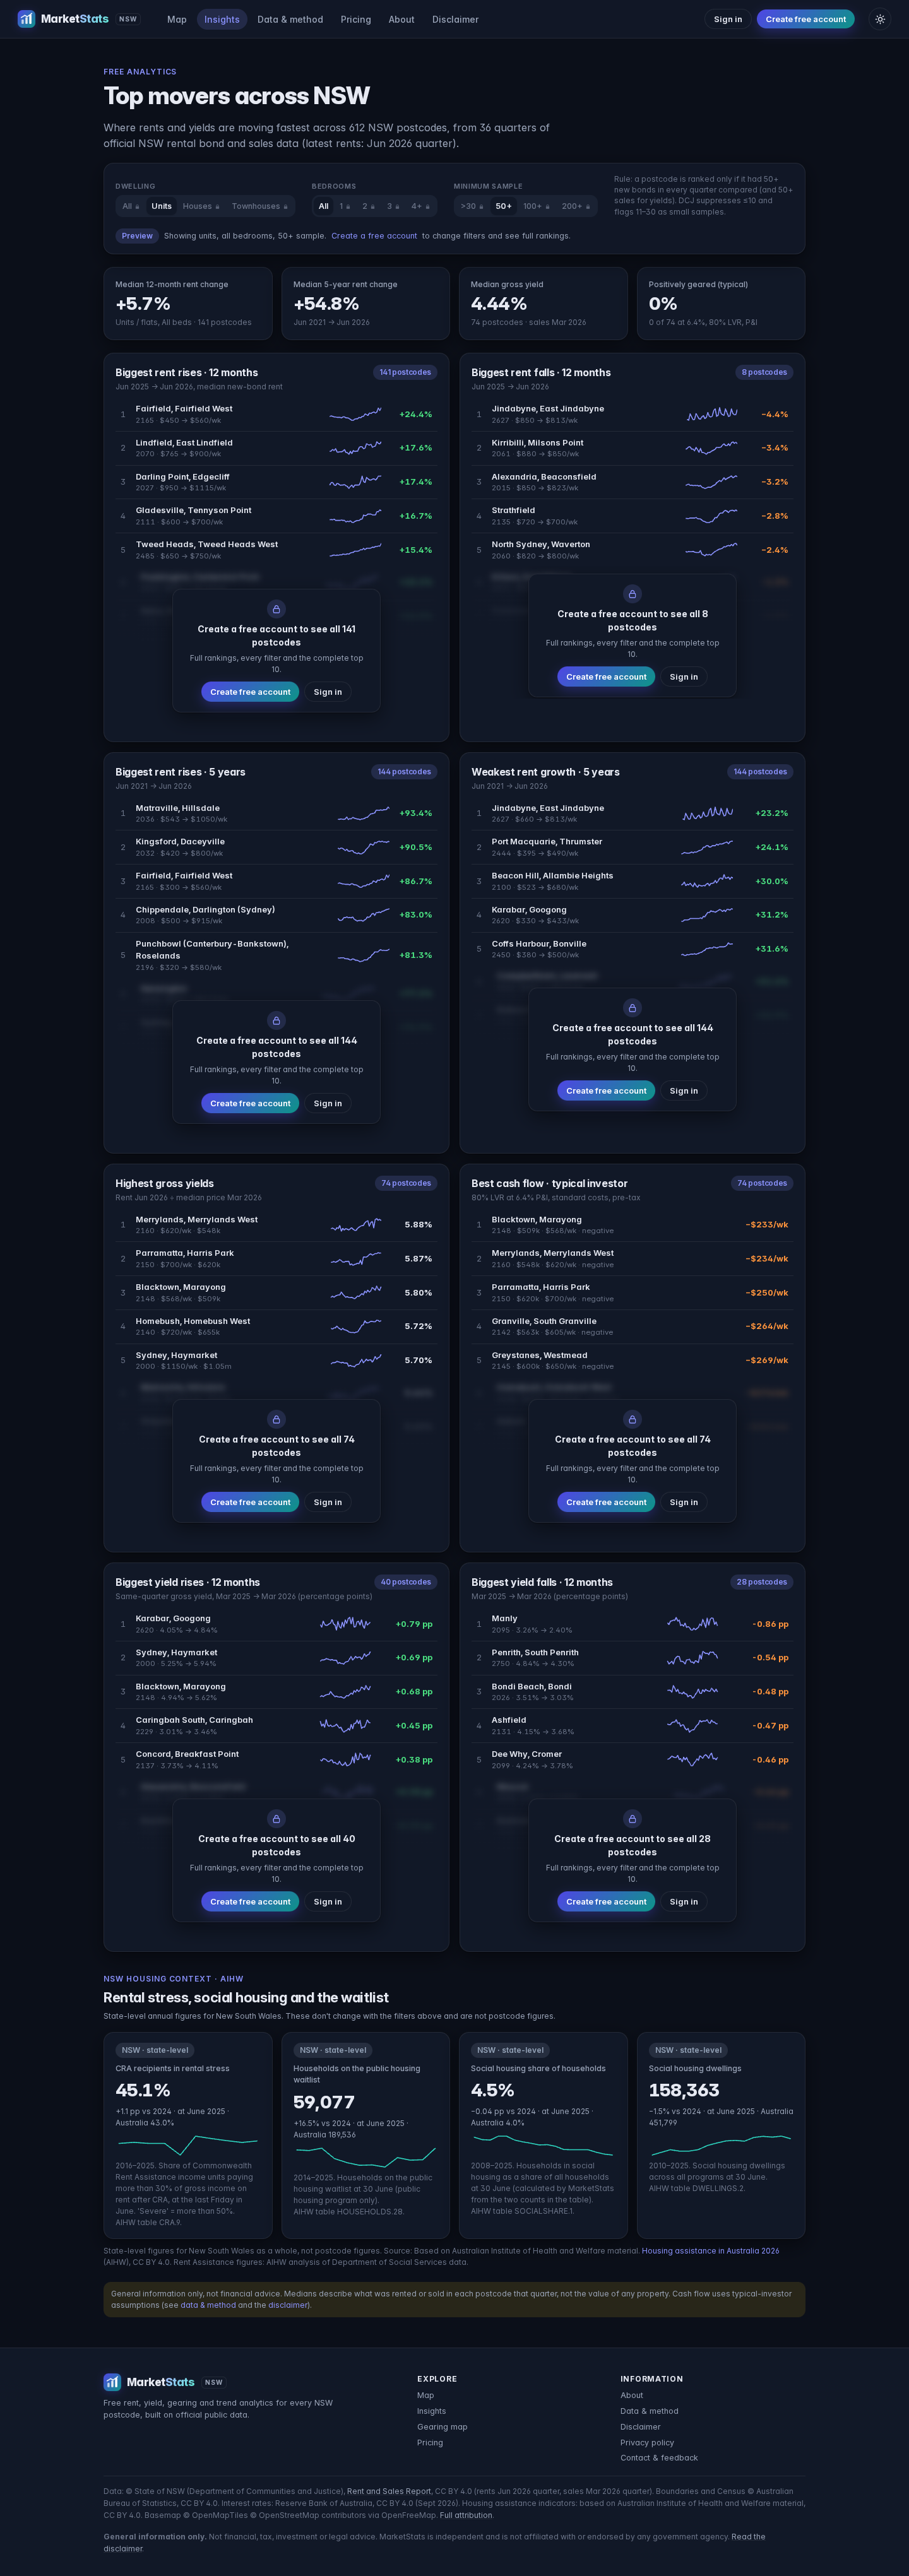 MarketStats NSW Map Insights Data & method Pricing About Disclaimer Sign in Create free account
FREE ANALYTICS
Top movers across NSW
Where rents and yields are moving fastest across 612 NSW postcodes, from 36 quarters of
official NSW rental bond and sales data (latest rents: Jun 2026 quarter).
DWELLING
All Units Houses Townhouses
BEDROOMS
All 1 2 3 4+
MINIMUM SAMPLE
>30 50+ 100+ 200+
Rule: a postcode is ranked only if it had 50+
new bonds in every quarter compared (and 50+
sales for yields). DCJ suppresses ≤10 and
flags 11–30 as small samples.
Preview Showing units, all bedrooms, 50+ sample. Create a free account to change filters and see full rankings.
Median 12-month rent change
+5.7%
Units / flats, All beds · 141 postcodes
Median 5-year rent change
+54.8%
Jun 2021 → Jun 2026
Median gross yield
4.44%
74 postcodes · sales Mar 2026
Positively geared (typical)
0%
0 of 74 at 6.4%, 80% LVR, P&I
Biggest rent rises · 12 months 141 postcodes
Jun 2025 → Jun 2026, median new-bond rent
1 Fairfield, Fairfield West +24.4%
2165 · $450 → $560/wk
2 Lindfield, East Lindfield +17.6%
2070 · $765 → $900/wk
3 Darling Point, Edgecliff +17.4%
2027 · $950 → $1115/wk
4 Gladesville, Tennyson Point +16.7%
2111 · $600 → $700/wk
5 Tweed Heads, Tweed Heads West +15.4%
2485 · $650 → $750/wk
Create a free account to see all 141
postcodes
Full rankings, every filter and the complete top
10.
Create free account Sign in
Biggest rent falls · 12 months 8 postcodes
Jun 2025 → Jun 2026
1 Jindabyne, East Jindabyne −4.4%
2627 · $850 → $813/wk
2 Kirribilli, Milsons Point −3.4%
2061 · $880 → $850/wk
3 Alexandria, Beaconsfield −3.2%
2015 · $850 → $823/wk
4 Strathfield −2.8%
2135 · $720 → $700/wk
5 North Sydney, Waverton −2.4%
2060 · $820 → $800/wk
Create a free account to see all 8
postcodes
Full rankings, every filter and the complete top
10.
Create free account Sign in
Biggest rent rises · 5 years 144 postcodes
Jun 2021 → Jun 2026
1 Matraville, Hillsdale +93.4%
2036 · $543 → $1050/wk
2 Kingsford, Daceyville +90.5%
2032 · $420 → $800/wk
3 Fairfield, Fairfield West +86.7%
2165 · $300 → $560/wk
4 Chippendale, Darlington (Sydney) +83.0%
2008 · $500 → $915/wk
5 Punchbowl (Canterbury-Bankstown), +81.3%
Roselands
2196 · $320 → $580/wk
Create a free account to see all 144
postcodes
Full rankings, every filter and the complete top
10.
Create free account Sign in
Weakest rent growth · 5 years 144 postcodes
Jun 2021 → Jun 2026
1 Jindabyne, East Jindabyne +23.2%
2627 · $660 → $813/wk
2 Port Macquarie, Thrumster +24.1%
2444 · $395 → $490/wk
3 Beacon Hill, Allambie Heights +30.0%
2100 · $523 → $680/wk
4 Karabar, Googong +31.2%
2620 · $330 → $433/wk
5 Coffs Harbour, Bonville +31.6%
2450 · $380 → $500/wk
Create a free account to see all 144
postcodes
Full rankings, every filter and the complete top
10.
Create free account Sign in
Highest gross yields 74 postcodes
Rent Jun 2026 ÷ median price Mar 2026
1 Merrylands, Merrylands West 5.88%
2160 · $620/wk · $548k
2 Parramatta, Harris Park 5.87%
2150 · $700/wk · $620k
3 Blacktown, Marayong 5.80%
2148 · $568/wk · $509k
4 Homebush, Homebush West 5.72%
2140 · $720/wk · $655k
5 Sydney, Haymarket 5.70%
2000 · $1150/wk · $1.05m
Create a free account to see all 74
postcodes
Full rankings, every filter and the complete top
10.
Create free account Sign in
Best cash flow · typical investor 74 postcodes
80% LVR at 6.4% P&I, standard costs, pre-tax
1 Blacktown, Marayong −$233/wk
2148 · $509k · $568/wk · negative
2 Merrylands, Merrylands West −$234/wk
2160 · $548k · $620/wk · negative
3 Parramatta, Harris Park −$250/wk
2150 · $620k · $700/wk · negative
4 Granville, South Granville −$264/wk
2142 · $563k · $605/wk · negative
5 Greystanes, Westmead −$269/wk
2145 · $600k · $650/wk · negative
Create a free account to see all 74
postcodes
Full rankings, every filter and the complete top
10.
Create free account Sign in
Biggest yield rises · 12 months 40 postcodes
Same-quarter gross yield, Mar 2025 → Mar 2026 (percentage points)
1 Karabar, Googong +0.79 pp
2620 · 4.05% → 4.84%
2 Sydney, Haymarket +0.69 pp
2000 · 5.25% → 5.94%
3 Blacktown, Marayong +0.68 pp
2148 · 4.94% → 5.62%
4 Caringbah South, Caringbah +0.45 pp
2229 · 3.01% → 3.46%
5 Concord, Breakfast Point +0.38 pp
2137 · 3.73% → 4.11%
Create a free account to see all 40
postcodes
Full rankings, every filter and the complete top
10.
Create free account Sign in
Biggest yield falls · 12 months 28 postcodes
Mar 2025 → Mar 2026 (percentage points)
1 Manly -0.86 pp
2095 · 3.26% → 2.40%
2 Penrith, South Penrith -0.54 pp
2750 · 4.84% → 4.30%
3 Bondi Beach, Bondi -0.48 pp
2026 · 3.51% → 3.03%
4 Ashfield -0.47 pp
2131 · 4.15% → 3.68%
5 Dee Why, Cromer -0.46 pp
2099 · 4.24% → 3.78%
Create a free account to see all 28
postcodes
Full rankings, every filter and the complete top
10.
Create free account Sign in
NSW HOUSING CONTEXT · AIHW
Rental stress, social housing and the waitlist
State-level annual figures for New South Wales. These don't change with the filters above and are not postcode figures.
NSW · state-level
CRA recipients in rental stress
45.1%
+1.1 pp vs 2024 · at June 2025 ·
Australia 43.0%
2016–2025. Share of Commonwealth
Rent Assistance income units paying
more than 30% of gross income on
rent after CRA, at the last Friday in
June. 'Severe' = more than 50%.
AIHW table CRA.9.
NSW · state-level
Households on the public housing
waitlist
59,077
+16.5% vs 2024 · at June 2025 ·
Australia 189,536
2014–2025. Households on the public
housing waitlist at 30 June (public
housing program only).
AIHW table HOUSEHOLDS.28.
NSW · state-level
Social housing share of households
4.5%
−0.04 pp vs 2024 · at June 2025 ·
Australia 4.0%
2008–2025. Households in social
housing as a share of all households
at 30 June (calculated by MarketStats
from the two counts in the table).
AIHW table SOCIALSHARE.1.
NSW · state-level
Social housing dwellings
158,363
−1.5% vs 2024 · at June 2025 · Australia
451,799
2010–2025. Social housing dwellings
across all programs at 30 June.
AIHW table DWELLINGS.2.
State-level figures for New South Wales as a whole, not postcode figures. Source: Based on Australian Institute of Health and Welfare material. Housing assistance in Australia 2026
(AIHW), CC BY 4.0. Rent Assistance figures: AIHW analysis of Department of Social Services data.
General information only, not financial advice. Medians describe what was rented or sold in each postcode that quarter, not the value of any property. Cash flow uses typical-investor
assumptions (see data & method and the disclaimer).
MarketStats NSW
Free rent, yield, gearing and trend analytics for every NSW
postcode, built on official public data.
EXPLORE
Map
Insights
Gearing map
Pricing
INFORMATION
About
Data & method
Disclaimer
Privacy policy
Contact & feedback
Data: © State of NSW (Department of Communities and Justice), Rent and Sales Report, CC BY 4.0 (rents Jun 2026 quarter, sales Mar 2026 quarter). Boundaries and Census © Australian
Bureau of Statistics, CC BY 4.0. Interest rates: Reserve Bank of Australia, CC BY 4.0 (Sept 2026). Housing assistance indicators: based on Australian Institute of Health and Welfare material,
CC BY 4.0. Basemap © OpenMapTiles © OpenStreetMap contributors via OpenFreeMap. Full attribution.
General information only. Not financial, tax, investment or legal advice. MarketStats is independent and is not affiliated with or endorsed by any government agency. Read the
disclaimer.